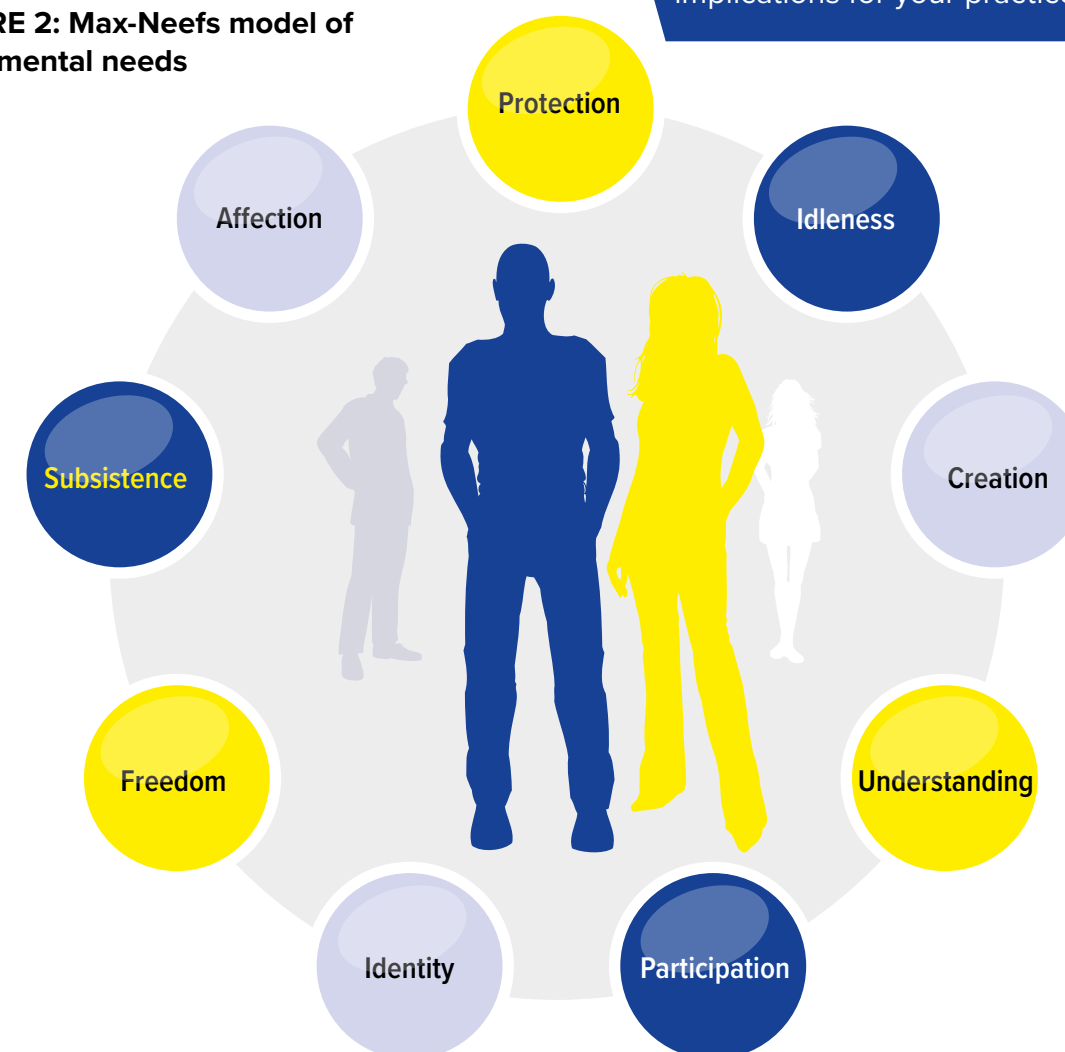 RE 2: Max-Neefs model of
mental needs
implications for your practice
Protection
Affection
Idleness
Subsistence
Creation
Freedom
Understanding
Identity
Participation